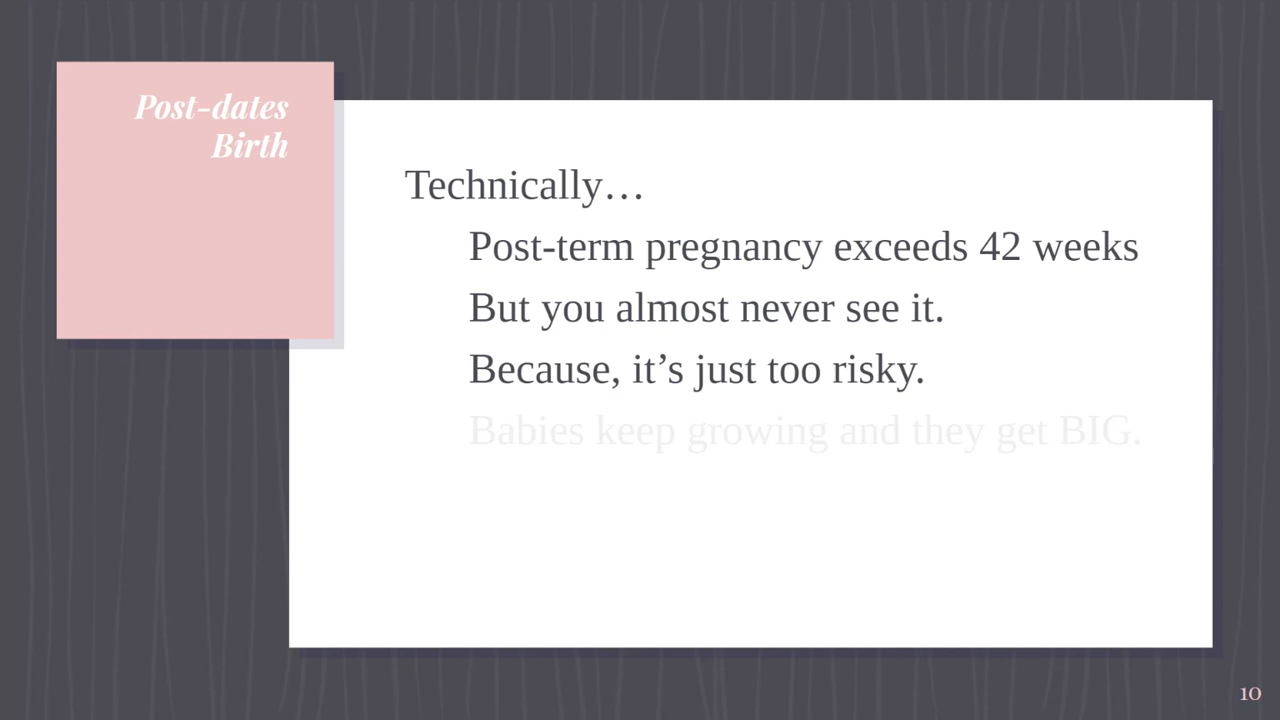 Post-dates
Birth
Technically…
Post-term pregnancy exceeds 42 weeks
But you almost never see it.
Because, it’s just too risky.
Babies keep growing and they get BIG.
10